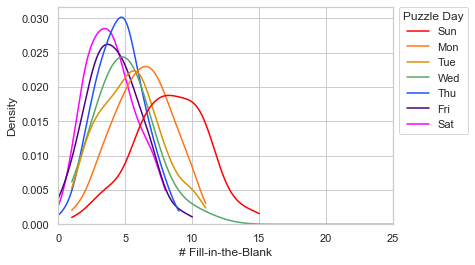 Puzzle Day
Sun
Mon
Tue
Wed
Thu
Fri
Sat
Density
0.030
0.025
0.020
0.015
0.010
0.005
0.000
0 5 10 15 20 25
# Fill-in-the-Blank